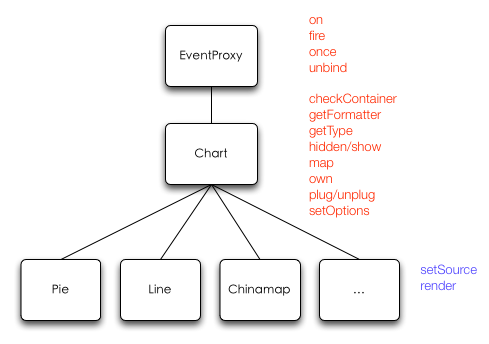 EventProxy
on
fire
once
unbind
Chart
checkContainer
getFormatter
getType
hidden/show
map
own
plug/unplug
setOptions
Pie
Line
Chinamap
...
setSource
render